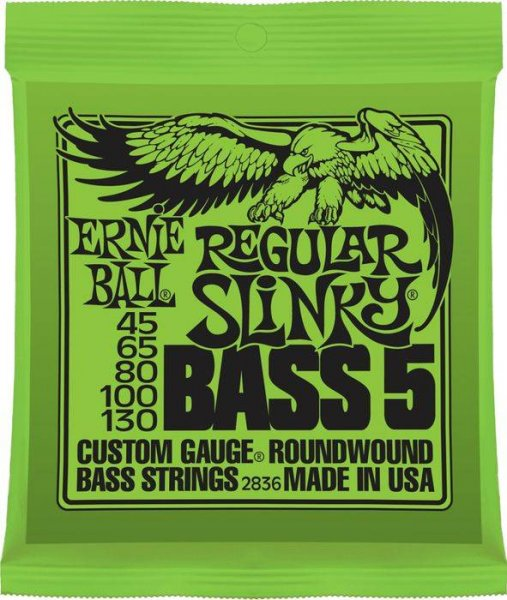 ERNIE
BALL®
REGULAR
SLINKY®
45
65
80
100
130
BASS 5
CUSTOM GAUGE® ROUNDWOUND
BASS STRINGS 2836 MADE IN USA